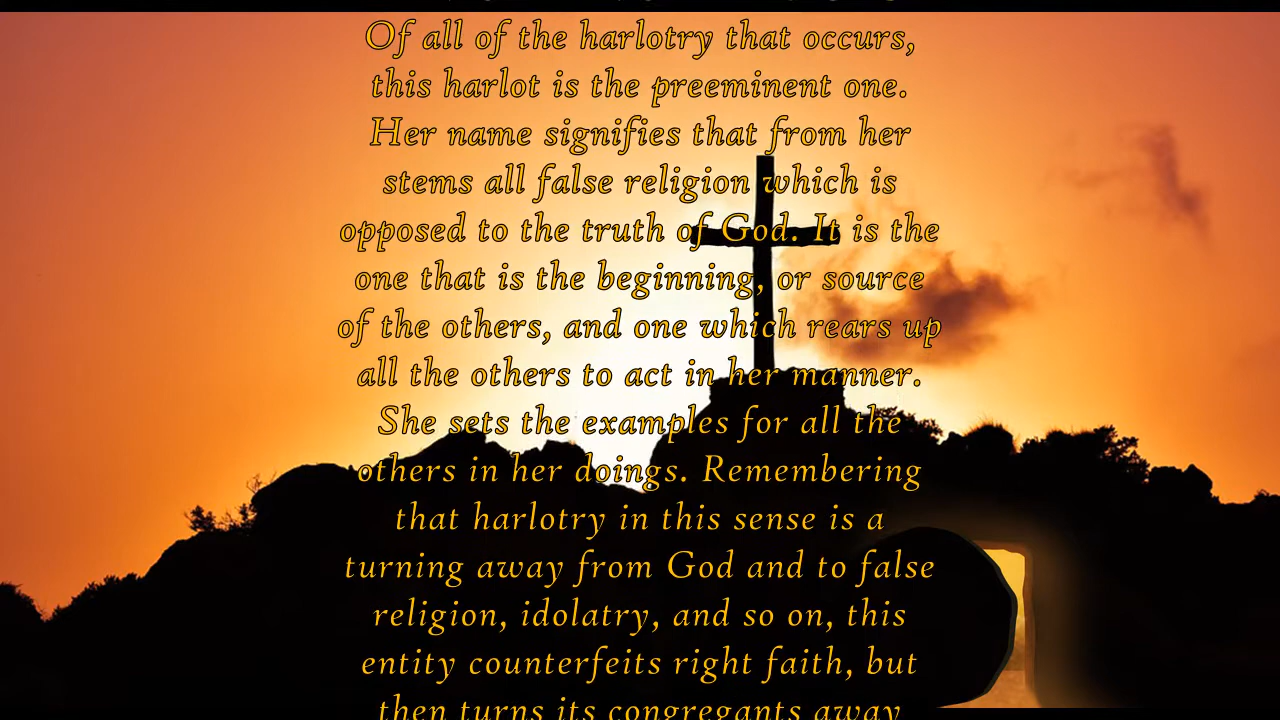 Of all of the harlotry that occurs,
this harlot is the preeminent one.
Her name signifies that from her
stems all false religion which is
opposed to the truth of God. It is the
one that is the beginning, or source
of the others, and one which rears up
all the others to act in her manner.
She sets the examples for all the
others in her doings. Remembering
that harlotry in this sense is a
turning away from God and to false
religion, idolatry, and so on, this
entity counterfeits right faith, but
then turns its congregants away